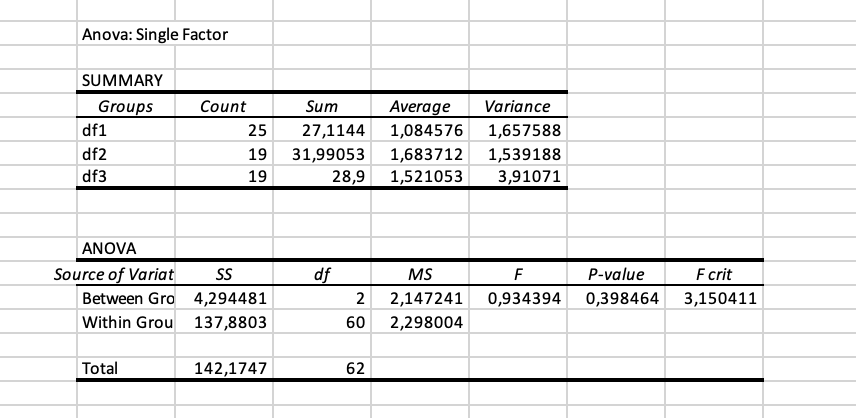 Anova: Single Factor
SUMMARY
Groups Count Sum Average Variance
df1 25 27,1144 1,084576 1,657588
df2 19 31,99053 1,683712 1,539188
df3 19 28,9 1,521053 3,91071
ANOVA
Source of Variat SS df MS F P-value F crit
Between Gro 4,294481 2 2,147241 0,934394 0,398464 3,150411
Within Grou 137,8803 60 2,298004
Total 142,1747 62